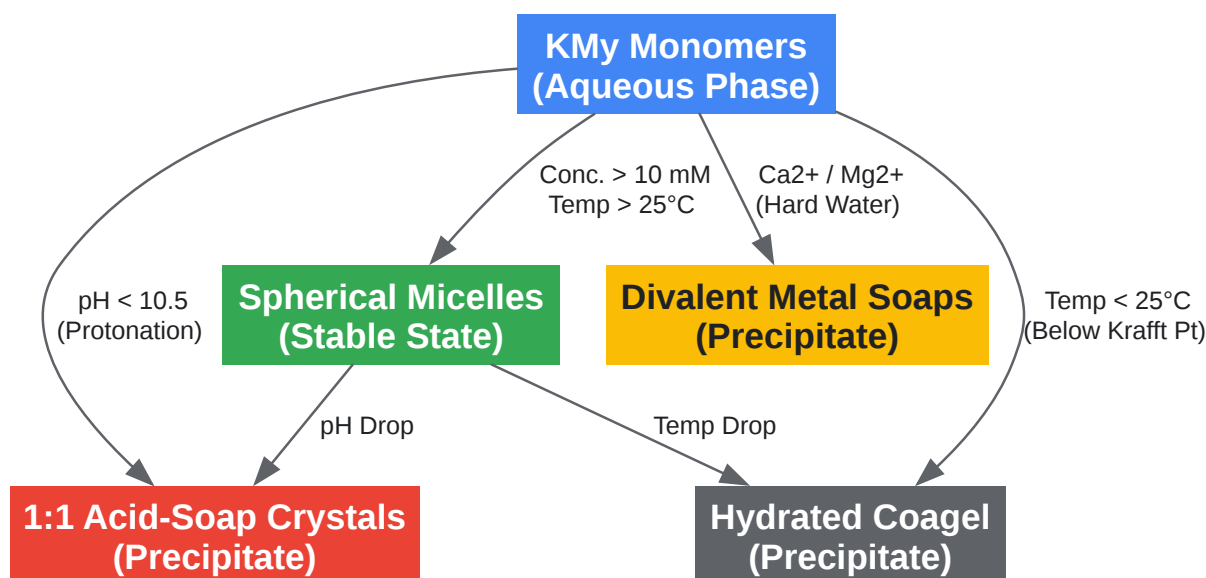 KMy Monomers
(Aqueous Phase)
Conc. > 10 mM
Temp > 25°C
Ca2+ / Mg2+
(Hard Water)
Spherical Micelles
(Stable State)
Divalent Metal Soaps
(Precipitate)
pH < 10.5
(Protonation)
Temp < 25°C
(Below Krafft Pt)
pH Drop
Temp Drop
1:1 Acid-Soap Crystals
(Precipitate)
Hydrated Coagel
(Precipitate)